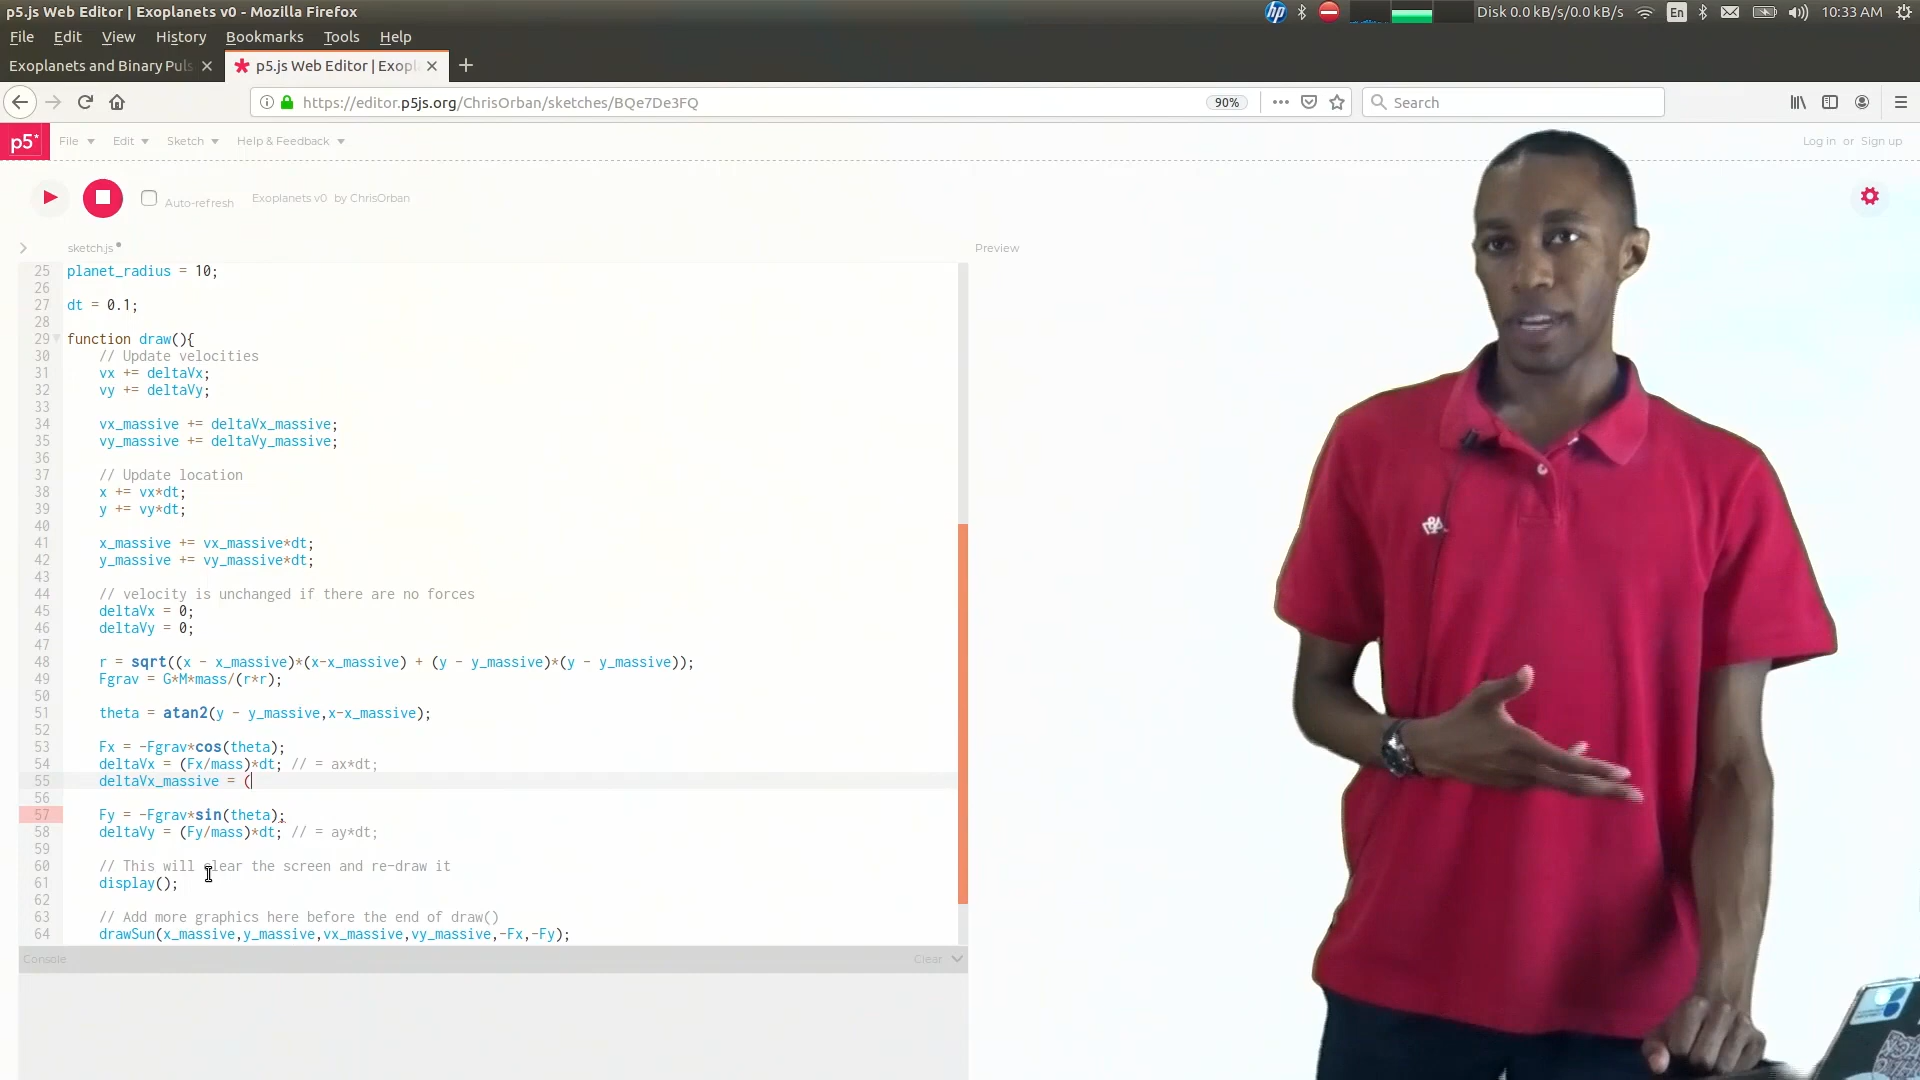 p5.js Web Editor | Exoplanets v0 - Mozilla Firefox
hp Disk 0.0 kB/s/0.0 kB/s En 10:33 AM
File Edit View History Bookmarks Tools Help
Exoplanets and Binary Puls
p5.js Web Editor | Exopl
https://editor.p5js.org/ChrisOrban/sketches/BQe7De3FQ 90% Search
p5* File Edit Sketch Help & Feedback Log in or Sign up
Auto-refresh Exoplanets v0 by ChrisOrban
sketch.js Preview
25 planet_radius = 10;
26
27 dt = 0.1;
28
29 function draw(){
30 // Update velocities
31 vx += deltaVx;
32 vy += deltaVy;
33
34 vx_massive += deltaVx_massive;
35 vy_massive += deltaVy_massive;
36
37 // Update location
38 x += vx*dt;
39 y += vy*dt;
40
41 x_massive += vx_massive*dt;
42 y_massive += vy_massive*dt;
43
44 // velocity is unchanged if there are no forces
45 deltaVx = 0;
46 deltaVy = 0;
47
48 r = sqrt((x - x_massive)*(x-x_massive) + (y - y_massive)*(y - y_massive));
49 Fgrav = G*M*mass/(r*r);
50
51 theta = atan2(y - y_massive,x-x_massive);
52
53 Fx = -Fgrav*cos(theta);
54 deltaVx = (Fx/mass)*dt; // = ax*dt;
55 deltaVx_massive = (
56
57 Fy = -Fgrav*sin(theta);
58 deltaVy = (Fy/mass)*dt; // = ay*dt;
59
60 // This will clear the screen and re-draw it
61 display();
62
63 // Add more graphics here before the end of draw()
64 drawSun(x_massive,y_massive,vx_massive,vy_massive,-Fx,-Fy);
Console Clear